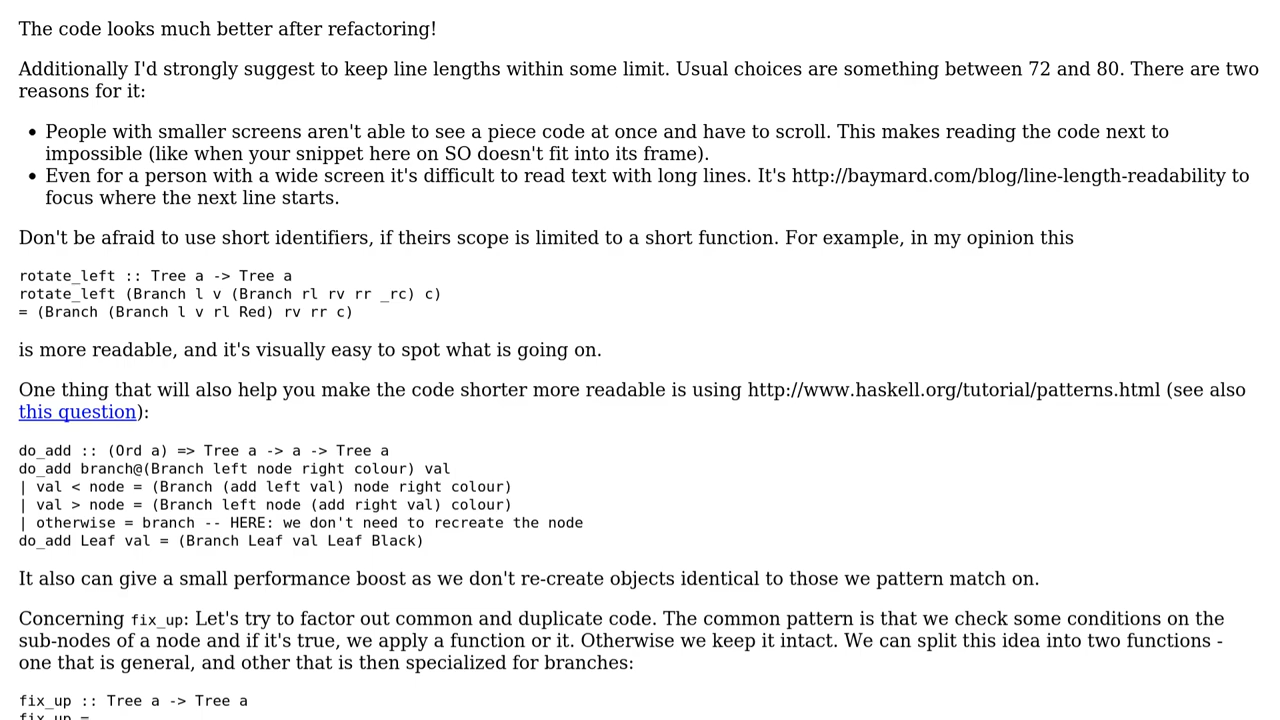 The code looks much better after refactoring!
Additionally I'd strongly suggest to keep line lengths within some limit. Usual choices are something between 72 and 80. There are two
reasons for it:
• People with smaller screens aren't able to see a piece code at once and have to scroll. This makes reading the code next to
impossible (like when your snippet here on SO doesn't fit into its frame).
• Even for a person with a wide screen it's difficult to read text with long lines. It's http://baymard.com/blog/line-length-readability to
focus where the next line starts.
Don't be afraid to use short identifiers, if theirs scope is limited to a short function. For example, in my opinion this
rotate_left :: Tree a -> Tree a
rotate_left (Branch l v (Branch rl rv rr _rc) c)
= (Branch (Branch l v rl Red) rv rr c)
is more readable, and it's visually easy to spot what is going on.
One thing that will also help you make the code shorter more readable is using http://www.haskell.org/tutorial/patterns.html (see also
this question):
do_add :: (Ord a) => Tree a -> a -> Tree a
do_add branch@(Branch left node right colour) val
| val < node = (Branch (add left val) node right colour)
| val > node = (Branch left node (add right val) colour)
| otherwise = branch -- HERE: we don't need to recreate the node
do_add Leaf val = (Branch Leaf val Leaf Black)
It also can give a small performance boost as we don't re-create objects identical to those we pattern match on.
Concerning fix_up: Let's try to factor out common and duplicate code. The common pattern is that we check some conditions on the
sub-nodes of a node and if it's true, we apply a function or it. Otherwise we keep it intact. We can split this idea into two functions -
one that is general, and other that is then specialized for branches:
fix_up :: Tree a -> Tree a
fix_up =